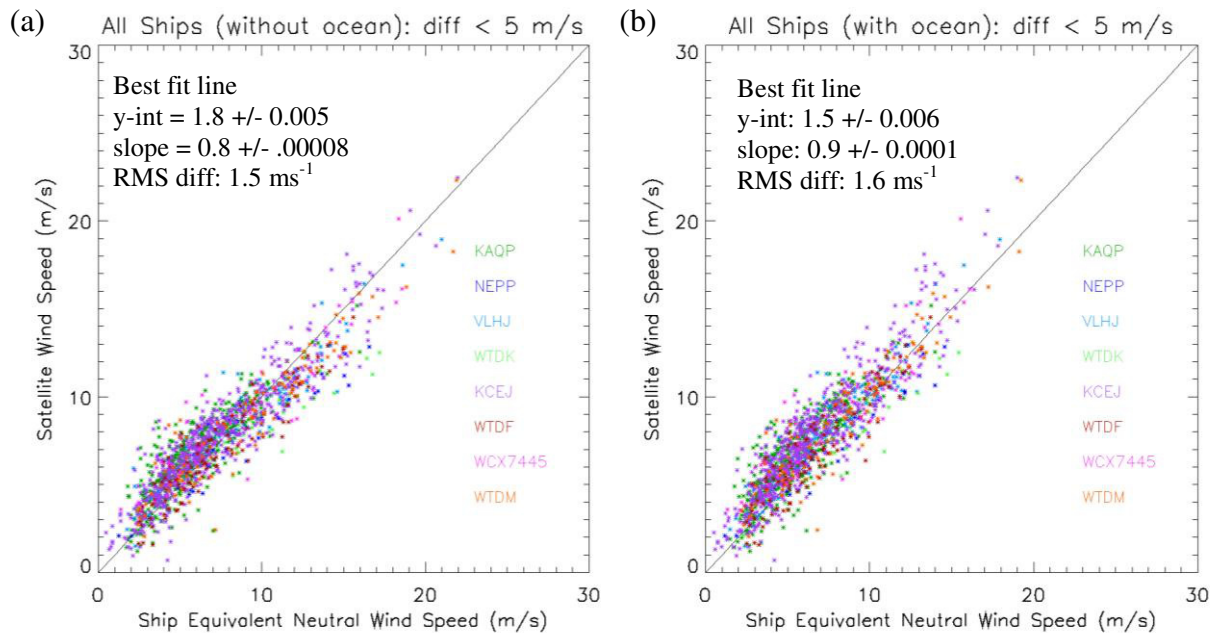 (a)
All Ships (without ocean): diff < 5 m/s
30
Best fit line
y-int = 1.8 +/- 0.005
slope = 0.8 +/- .00008
RMS diff: 1.5 ms⁻¹
20
10
0
Satellite Wind Speed (m/s)
KAQP
NEPP
VLHJ
WTDK
KCEJ
WTDF
WCX7445
WTDM
0 10 20 30
Ship Equivalent Neutral Wind Speed (m/s)
(b)
All Ships (with ocean): diff < 5 m/s
30
Best fit line
y-int: 1.5 +/- 0.006
slope: 0.9 +/- 0.0001
RMS diff: 1.6 ms⁻¹
20
10
0
Satellite Wind Speed (m/s)
KAQP
NEPP
VLHJ
WTDK
KCEJ
WTDF
WCX7445
WTDM
0 10 20 30
Ship Equivalent Neutral Wind Speed (m/s)